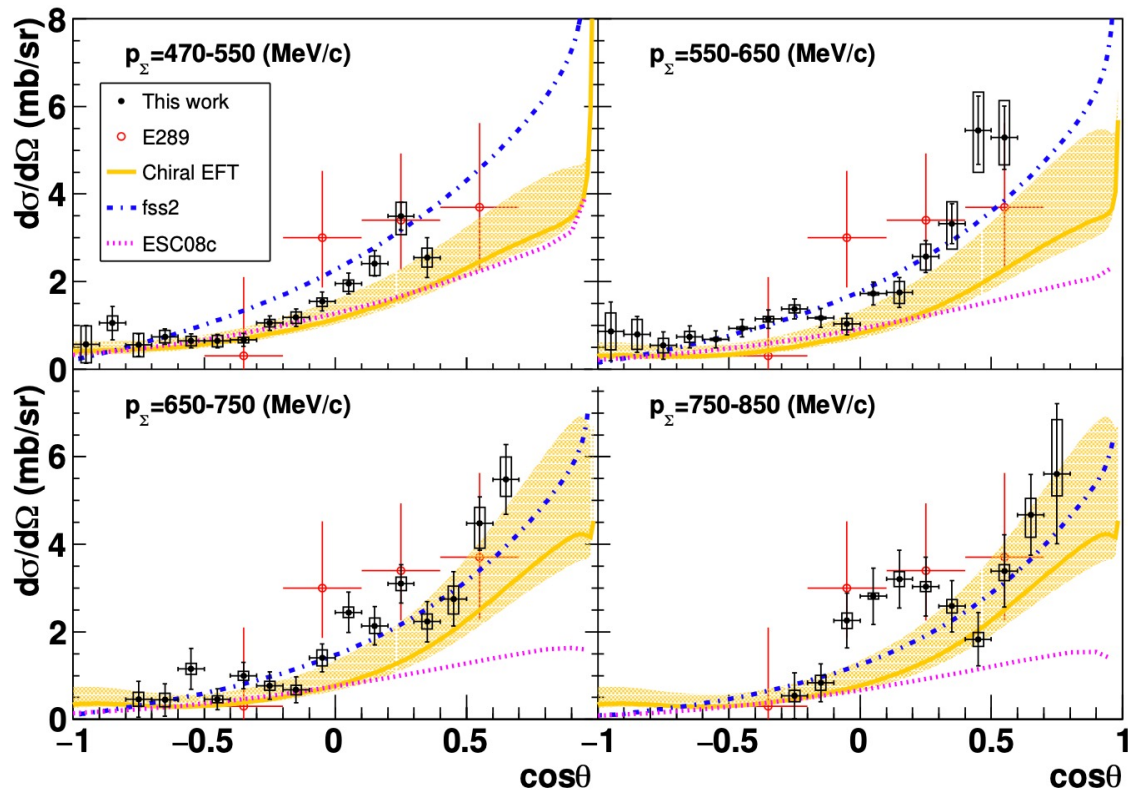 dσ/dΩ (mb/sr)
8
6
4
2
0
p_Σ=470-550 (MeV/c)
This work
E289
Chiral EFT
fss2
ESC08c
p_Σ=550-650 (MeV/c)
dσ/dΩ (mb/sr)
6
4
2
0
p_Σ=650-750 (MeV/c)
p_Σ=750-850 (MeV/c)
−1 −0.5 0 0.5 −1 −0.5 0 0.5 1
cosθ cosθ